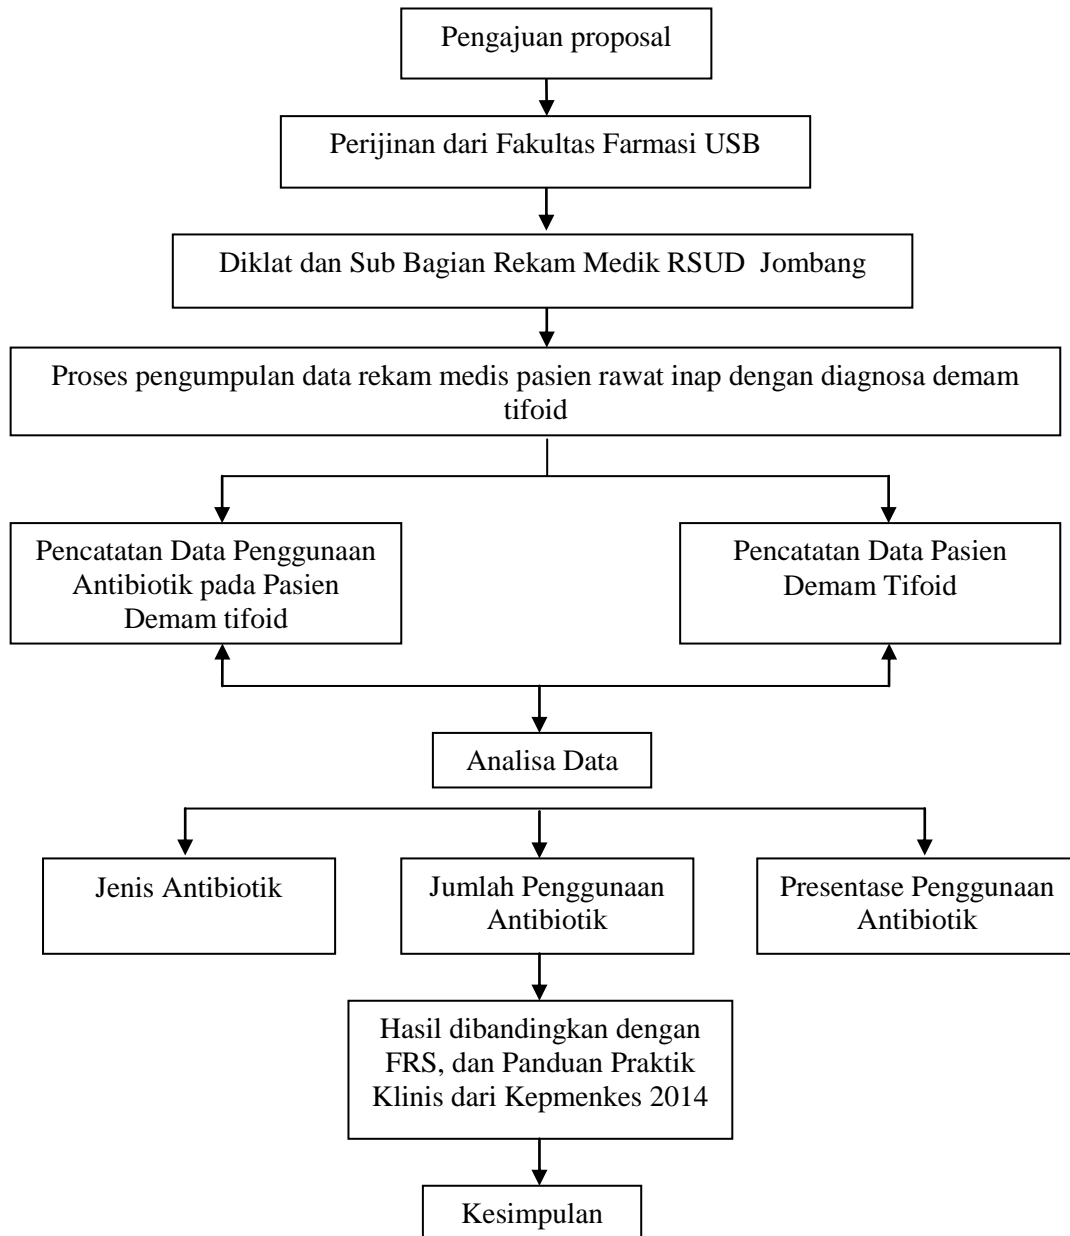 Pengajuan proposal
Perijinan dari Fakultas Farmasi USB
Diklat dan Sub Bagian Rekam Medik RSUD  Jombang
Proses pengumpulan data rekam medis pasien rawat inap dengan diagnosa demam
tifoid
Pencatatan Data Penggunaan
Antibiotik pada Pasien
Demam tifoid
Pencatatan Data Pasien
Demam Tifoid
Analisa Data
Jenis Antibiotik
Jumlah Penggunaan
Antibiotik
Presentase Penggunaan
Antibiotik
Hasil dibandingkan dengan
FRS, dan Panduan Praktik
Klinis dari Kepmenkes 2014
Kesimpulan